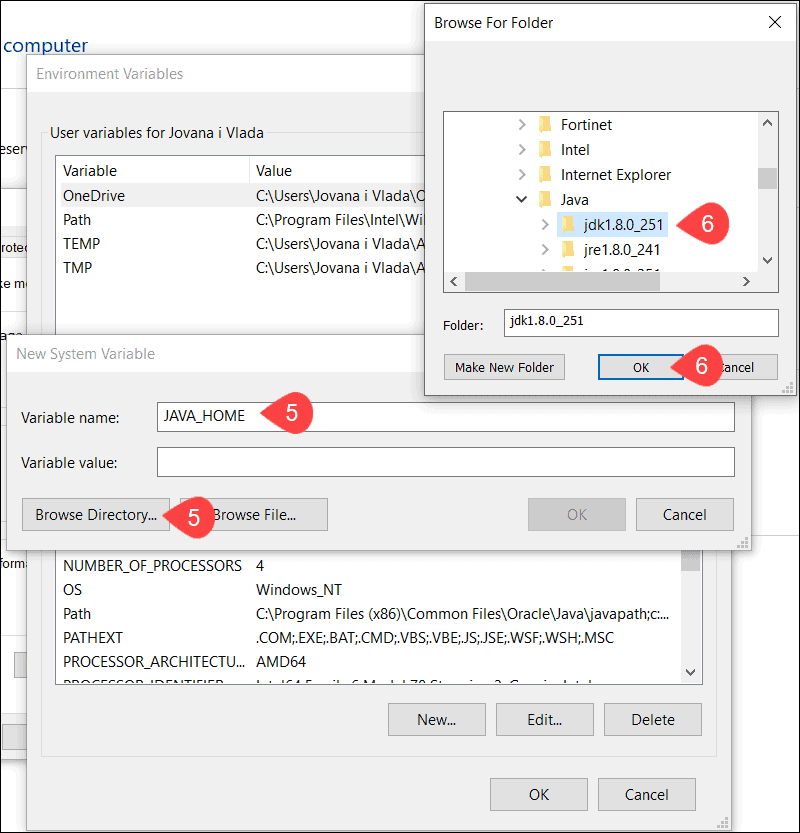 computer
Environment Variables
User variables for Jovana i Vlada
Variable Value
OneDrive C:\Users\Jovana i Vlada\O
Path C:\Program Files\Intel\Wi
TEMP C:\Users\Jovana i Vlada\A
TMP C:\Users\Jovana i Vlada\A
Browse For Folder
Fortinet
Intel
Internet Explorer
Java
jdk1.8.0_251
6
jre1.8.0_241
Folder: jdk1.8.0_251
Make New Folder OK 6 ancel
New System Variable
Variable name: JAVA_HOME 5
Variable value:
Browse Directory... 5 Browse File... OK Cancel
NUMBER_OF_PROCESSORS 4
OS Windows_NT
Path C:\Program Files (x86)\Common Files\Oracle\Java\javapath;c:...
PATHEXT .COM;.EXE;.BAT;.CMD;.VBS;.VBE;.JS;.JSE;.WSF;.WSH;.MSC
PROCESSOR_ARCHITECTU... AMD64
New... Edit... Delete
OK Cancel